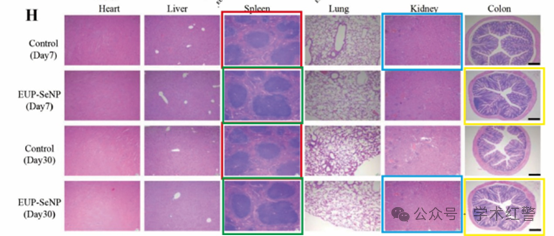 H
Heart Liver Spleen Lung Kidney Colon
Control
(Day7)
EUP-SeNP
(Day7)
Control
(Day30)
EUP-SeNP
(Day30)
公众号 · 学术红警